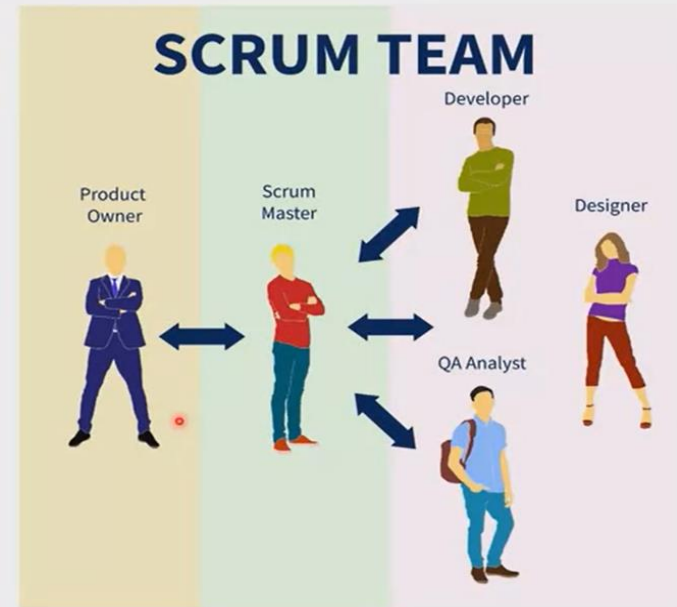 SCRUM TEAM
Product
Owner
Scrum
Master
Developer
Designer
QA Analyst